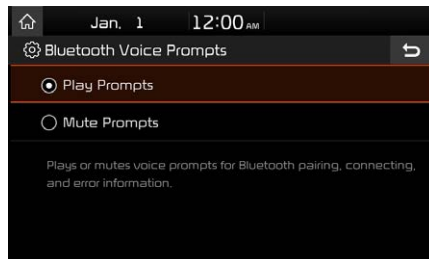 Jan. 1 12:00 AM
Bluetooth Voice Prompts
Play Prompts
Mute Prompts
Plays or mutes voice prompts for Bluetooth pairing, connecting,
and error information.